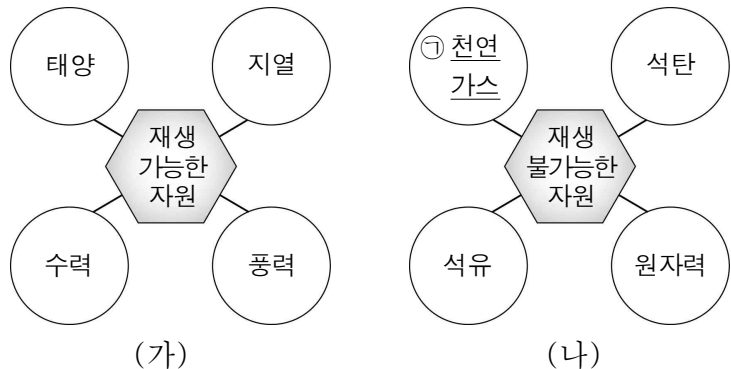 태양
지열
재생
가능한
자원
수력
풍력
(가)
㉠ 천연
가스
석탄
재생
불가능한
자원
석유
원자력
(나)